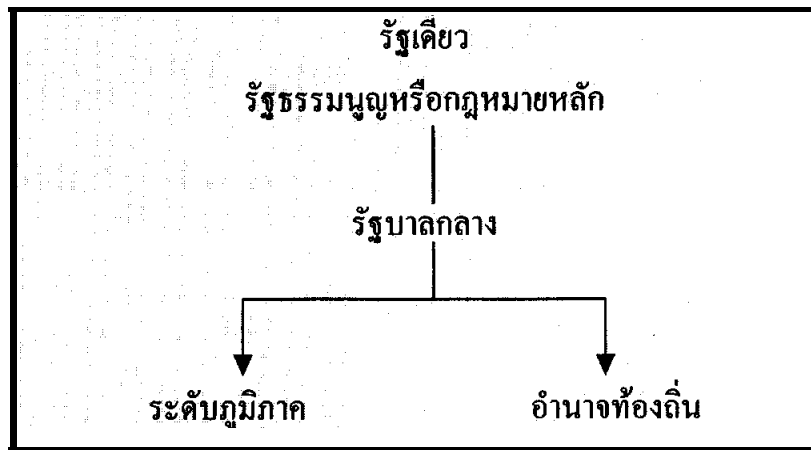 รัฐเดียว
รัฐธรรมนูญหรือกฎหมายหลัก
รัฐบาลกลาง
ระดับภูมิภาค
อำนาจท้องถิ่น